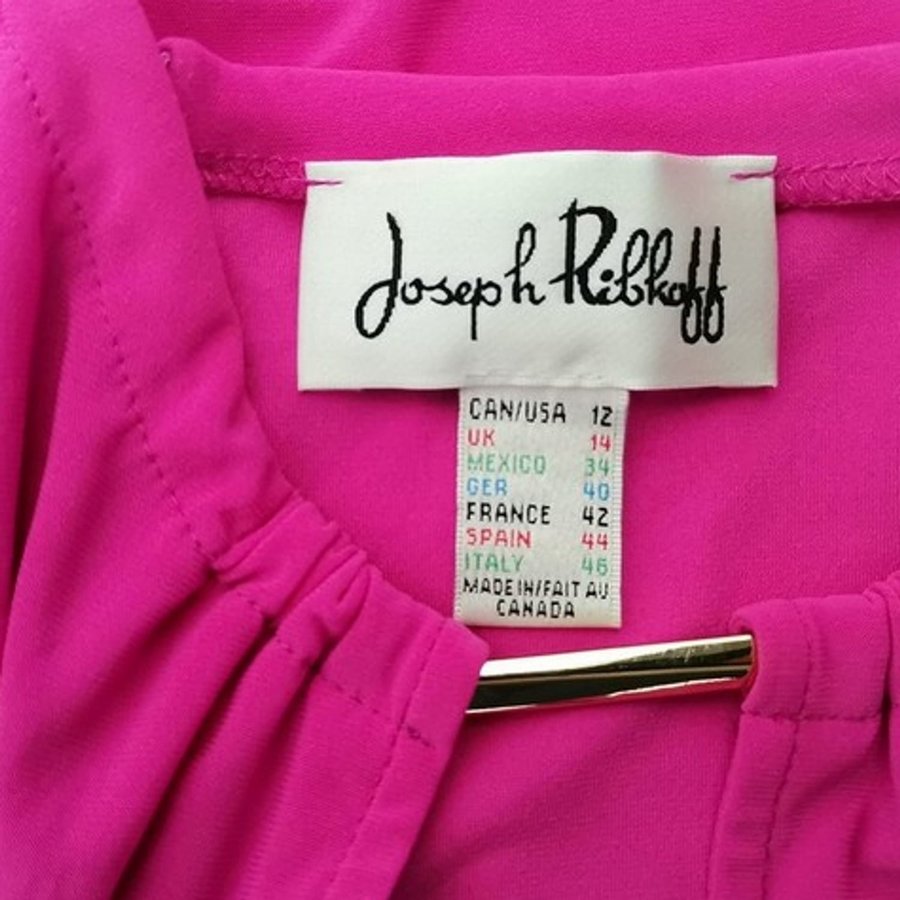 Joseph Ribkoff
CAN/USA 12
UK 14
MEXICO 34
GER 40
FRANCE 42
SPAIN 44
ITALY 46
MADE IN/FAIT AU
CANADA